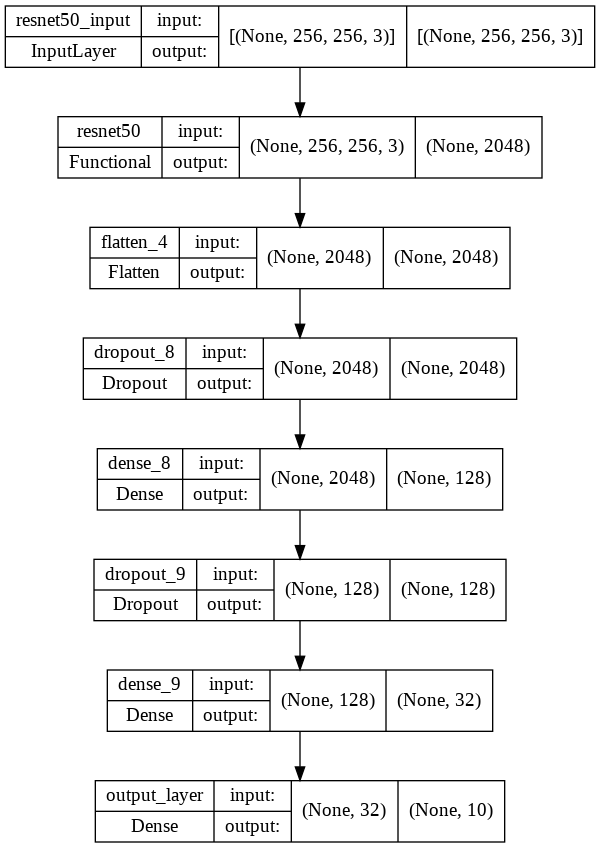 resnet50_input input: [(None, 256, 256, 3)] [(None, 256, 256, 3)]
InputLayer output:
resnet50 input: (None, 256, 256, 3) (None, 2048)
Functional output:
flatten_4 input: (None, 2048) (None, 2048)
Flatten output:
dropout_8 input: (None, 2048) (None, 2048)
Dropout output:
dense_8 input: (None, 2048) (None, 128)
Dense output:
dropout_9 input: (None, 128) (None, 128)
Dropout output:
dense_9 input: (None, 128) (None, 32)
Dense output:
output_layer input: (None, 32) (None, 10)
Dense output: